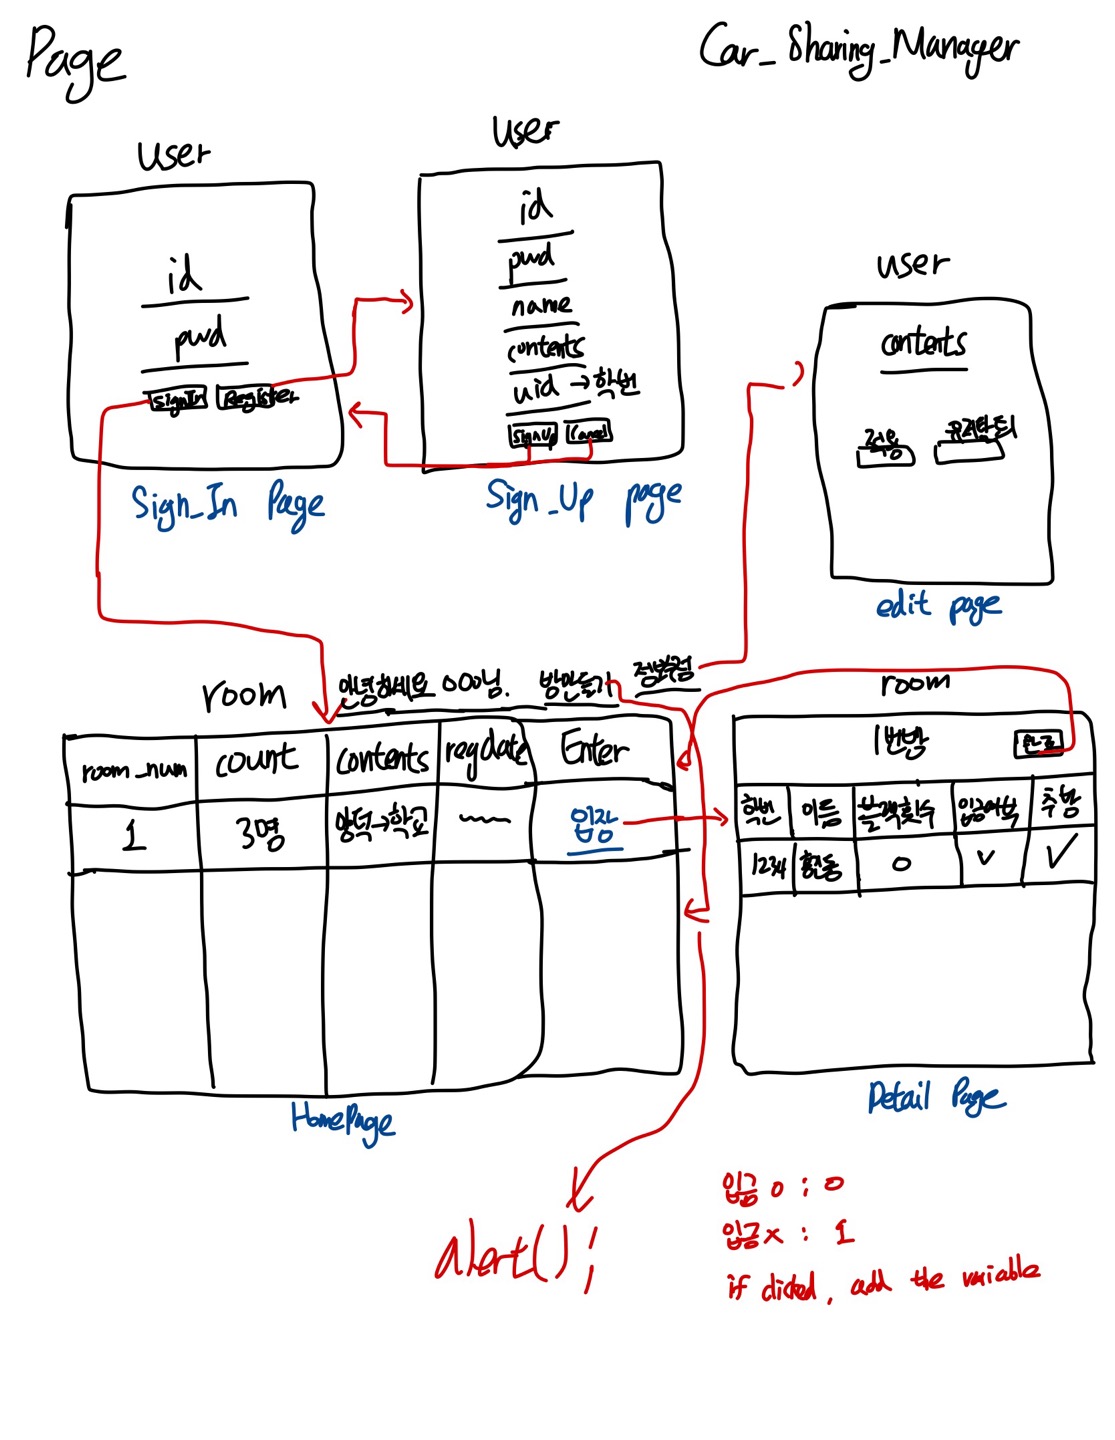 Page
Car_Sharing_Manager
user
id
pwd
SignIn Register
Sign_In Page
user
id
pwd
name
contents
uid → 학번
SignUp Cancel
Sign_Up page
user
contents
적용 유저탈퇴
edit page
room
안녕하세요 OOO님. 방만들기 정보수정
room_num count contents regdate Enter
1 3명 양덕→학교 입장
HomePage
room
1번방 완료
학번 이름 블랙횟수 입금여부 추방
1234 홍길동 0 v ✓
Detail Page
alert();
입금o : 0
입금x : 1
if clicked, add the variable